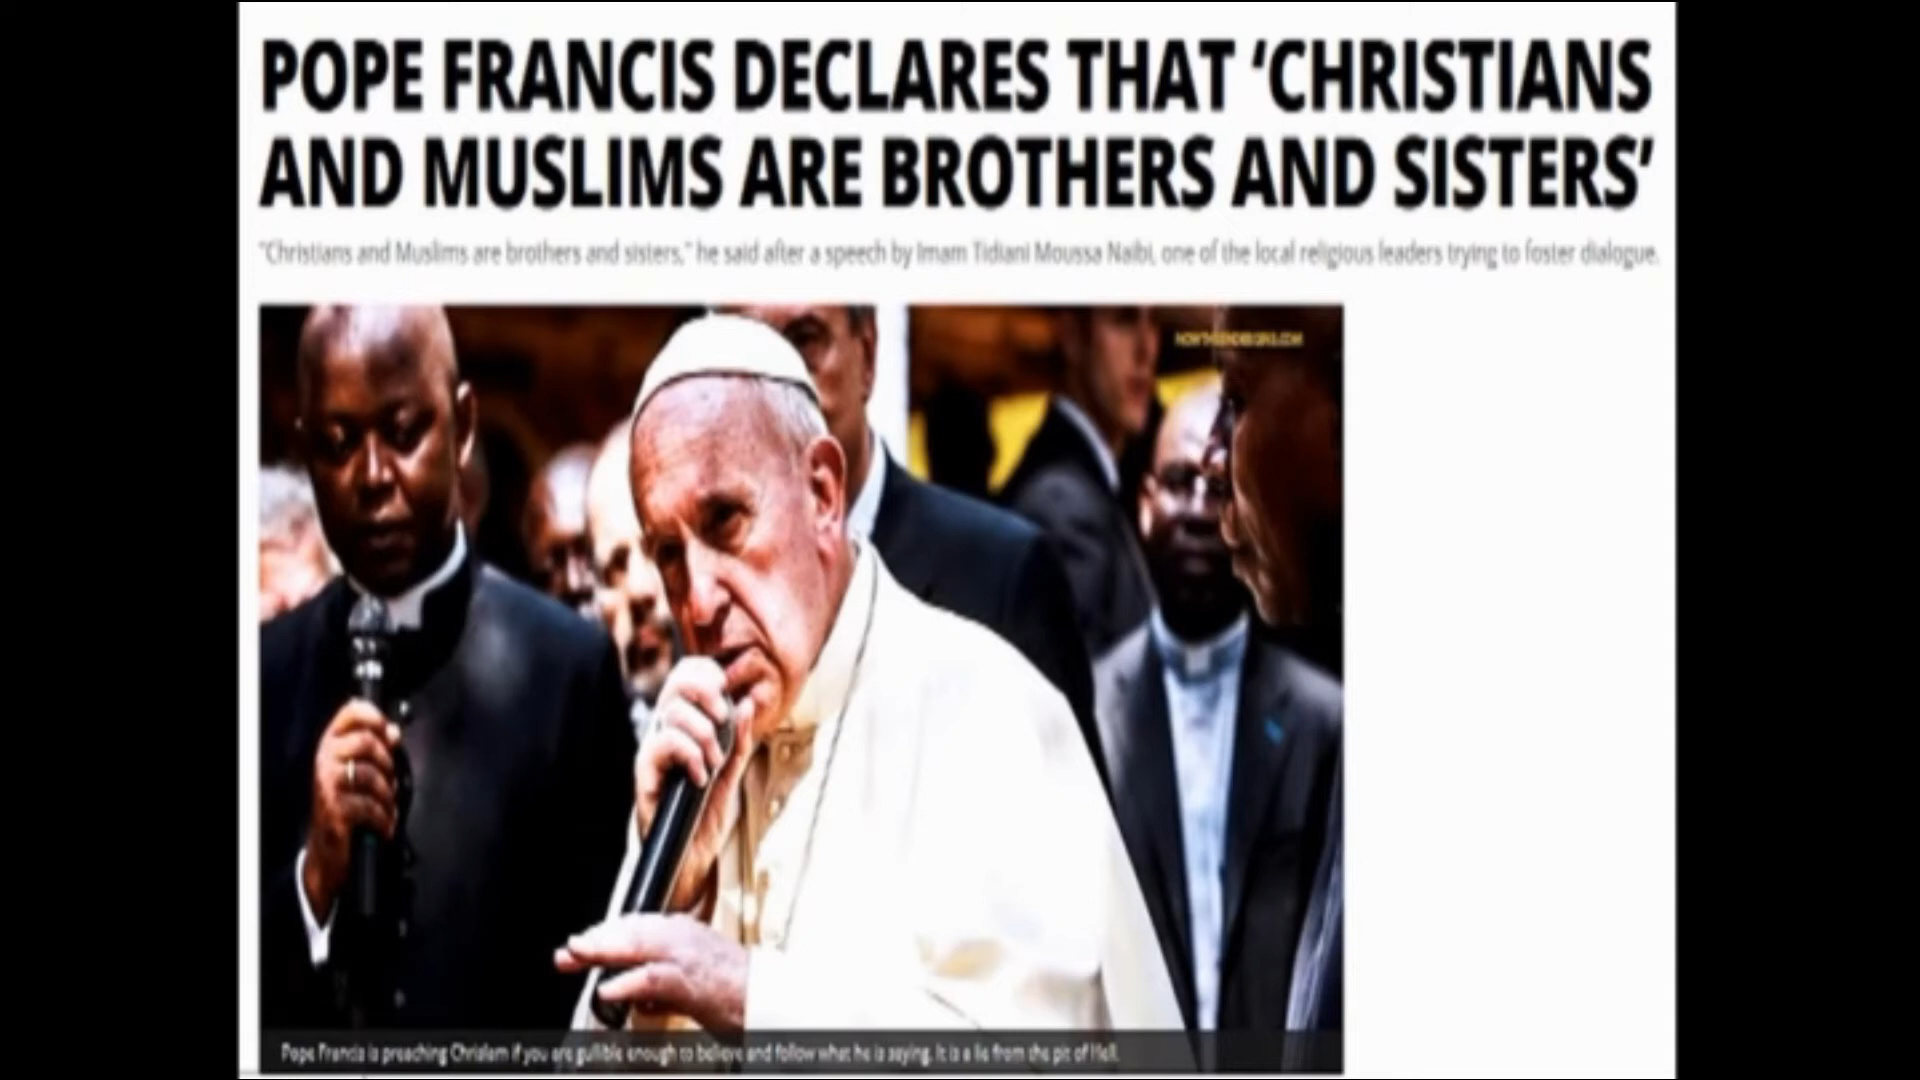 POPE FRANCIS DECLARES THAT ‘CHRISTIANS
AND MUSLIMS ARE BROTHERS AND SISTERS’
"Christians and Muslims are brothers and sisters," he said after a speech by Imam Tidiani Moussa Naibi, one of the local religious leaders trying to foster dialogue.
NOWTHEENDBEGINS.COM
Pope Francis is preaching Chrislam if you are gullible enough to believe and follow what he is saying. It is a lie from the pit of Hell.